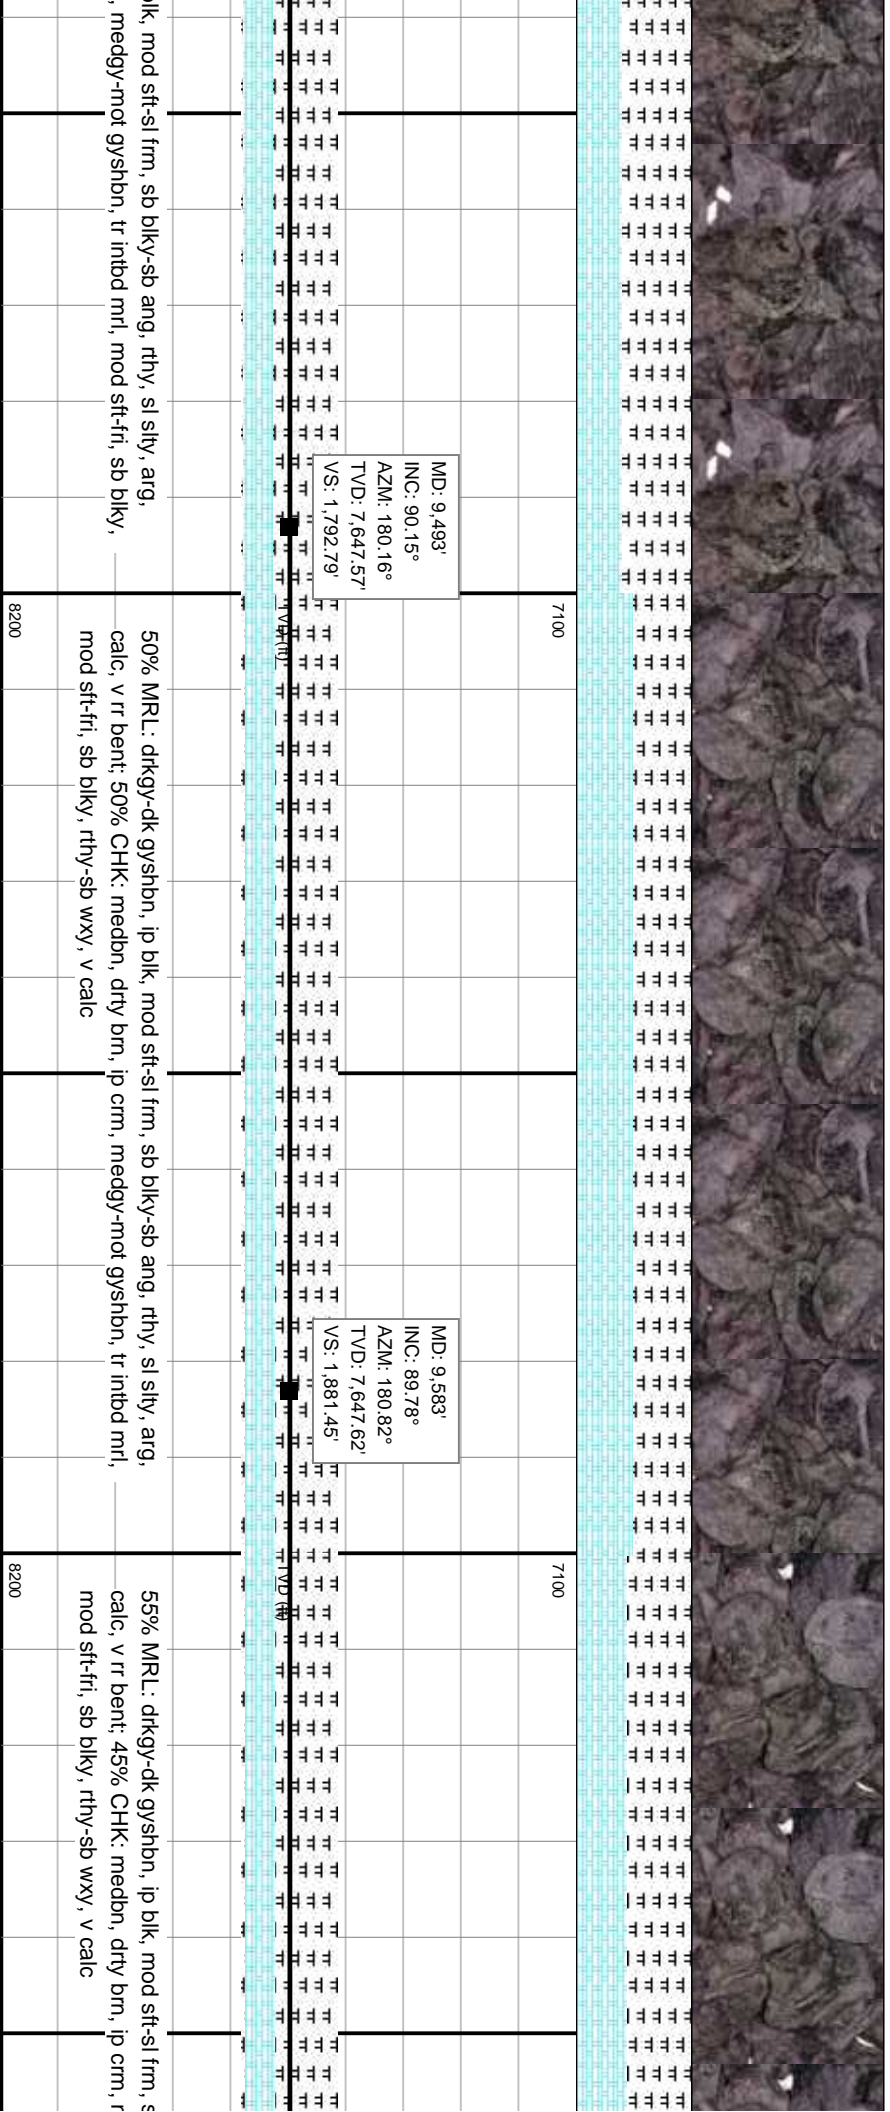 olk, mod sft-sl frm, sb blky-sb ang, rthy, sl slty, arg,
, medgy-mot gyshbn, tr intbd mrl, mod sft-fri, sb blky,
MD: 9,493'
INC: 90.15°
AZM: 180.16°
TVD: 7,647.57'
VS: 1,792.79'
7100
TVD (ft)
8200
50% MRL: drkgy-dk gyshbn, ip blk, mod sft-sl frm, sb blky-sb ang, rthy, sl slty, arg,
calc, v rr bent; 50% CHK: medbn, drty brn, ip crm, medgy-mot gyshbn, tr intbd mrl,
mod sft-fri, sb blky, rthy-sb wxy, v calc
MD: 9,583'
INC: 89.78°
AZM: 180.82°
TVD: 7,647.62'
VS: 1,881.45'
7100
TVD (ft)
8200
55% MRL: drkgy-dk gyshbn, ip blk, mod sft-sl frm, s
calc, v rr bent; 45% CHK: medbn, drty brn, ip crm, r
mod sft-fri, sb blky, rthy-sb wxy, v calc